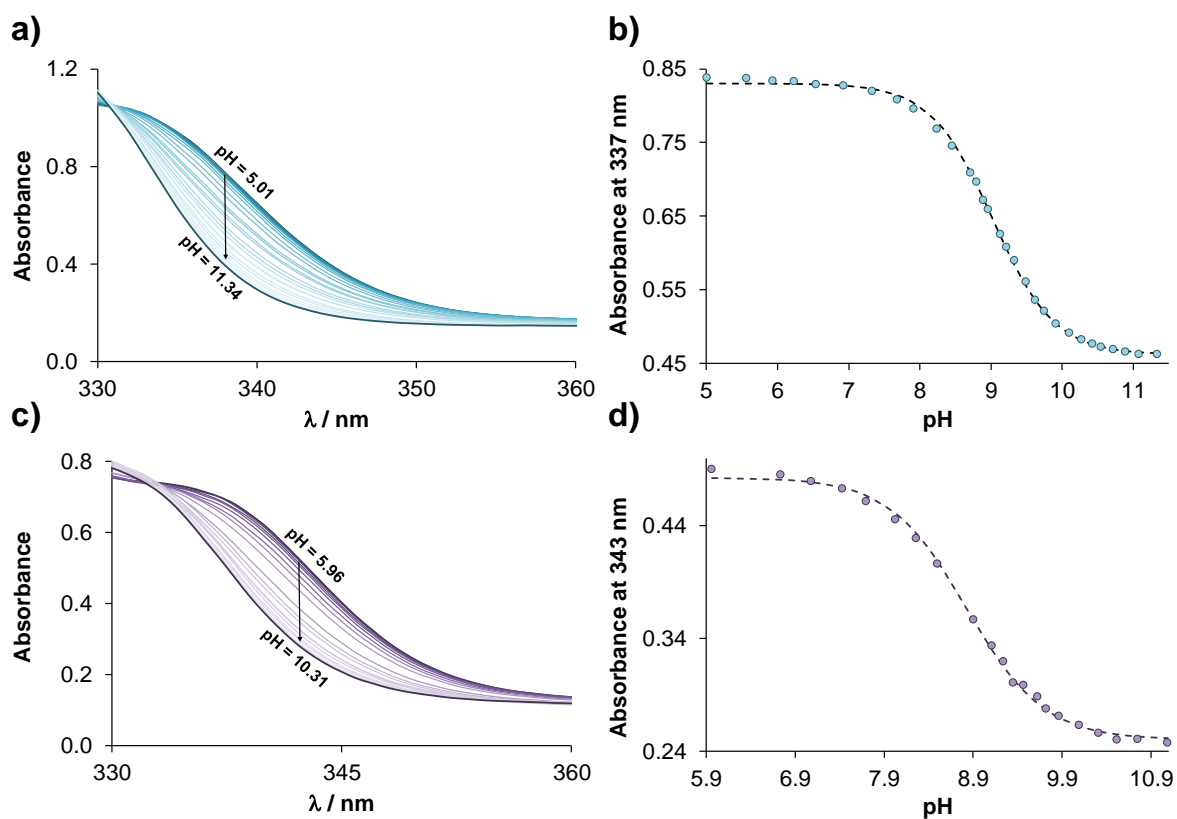 a)
1.2
0.8
0.4
0.0
Absorbance
pH = 5.01
pH = 11.34
330
340
350
360
λ / nm
b)
0.85
0.75
0.65
0.55
0.45
Absorbance at 337 nm
5
6
7
8
9
10
11
pH
c)
0.8
0.6
0.4
0.2
0.0
Absorbance
pH = 5.96
pH = 10.31
330
345
360
λ / nm
d)
0.44
0.34
0.24
Absorbance at 343 nm
5.9
6.9
7.9
8.9
9.9
10.9
pH